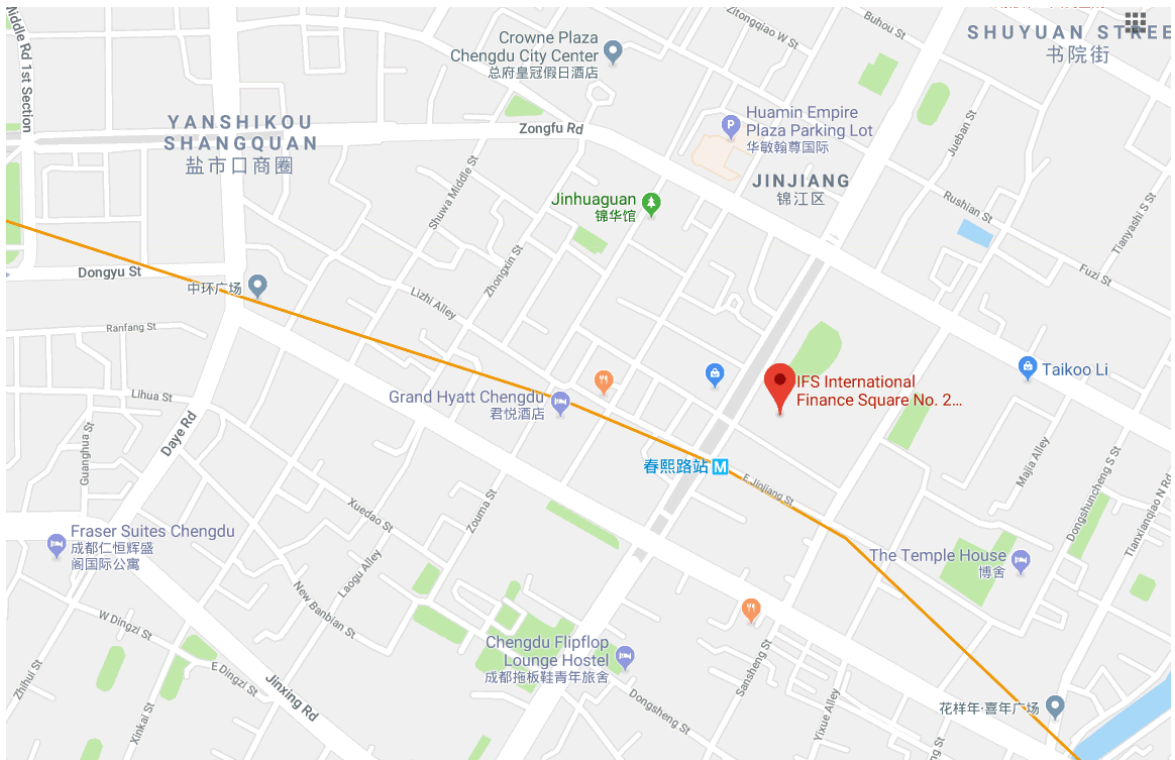 Middle Rd 1st Section
Crowne Plaza
Chengdu City Center
总府皇冠假日酒店
Zitongqiao W St
Buhou St
SHUYUAN STREE
书院街
YANSHIKOU
SHANGQUAN
盐市口商圈
Zongfu Rd
Huamin Empire
Plaza Parking Lot
华敏翰尊国际
Jueban St
JINJIANG
锦江区
Shuwa Middle St
Jinhuaguan
锦华馆
Rushian St
Tianyashi S St
Dongyu St
中环广场
Zhongxin St
Lizhi Alley
Fuzi St
Ranfang St
Taikoo Li
IFS International
Finance Square No. 2...
Lihua St
Grand Hyatt Chengdu
君悦酒店
Daye Rd
Guanghua St
春熙路站 M
E Jinjiang St
Majia Alley
Dongshuncheng S St
Tianxianqiao N Rd
Xuedao St
Zouma St
Fraser Suites Chengdu
成都仁恒辉盛
阁国际公寓
The Temple House
博舍
Laogu Alley
New Banbian St
W Dingzi St
Chengdu Flipflop
Lounge Hostel
成都拖板鞋青年旅舍
Sansheng St
Zhihui St
E Dingzi St
Jinxing Rd
Xinkai St
Dongsheng St
Yixue Alley
花样年·喜年广场
ng St